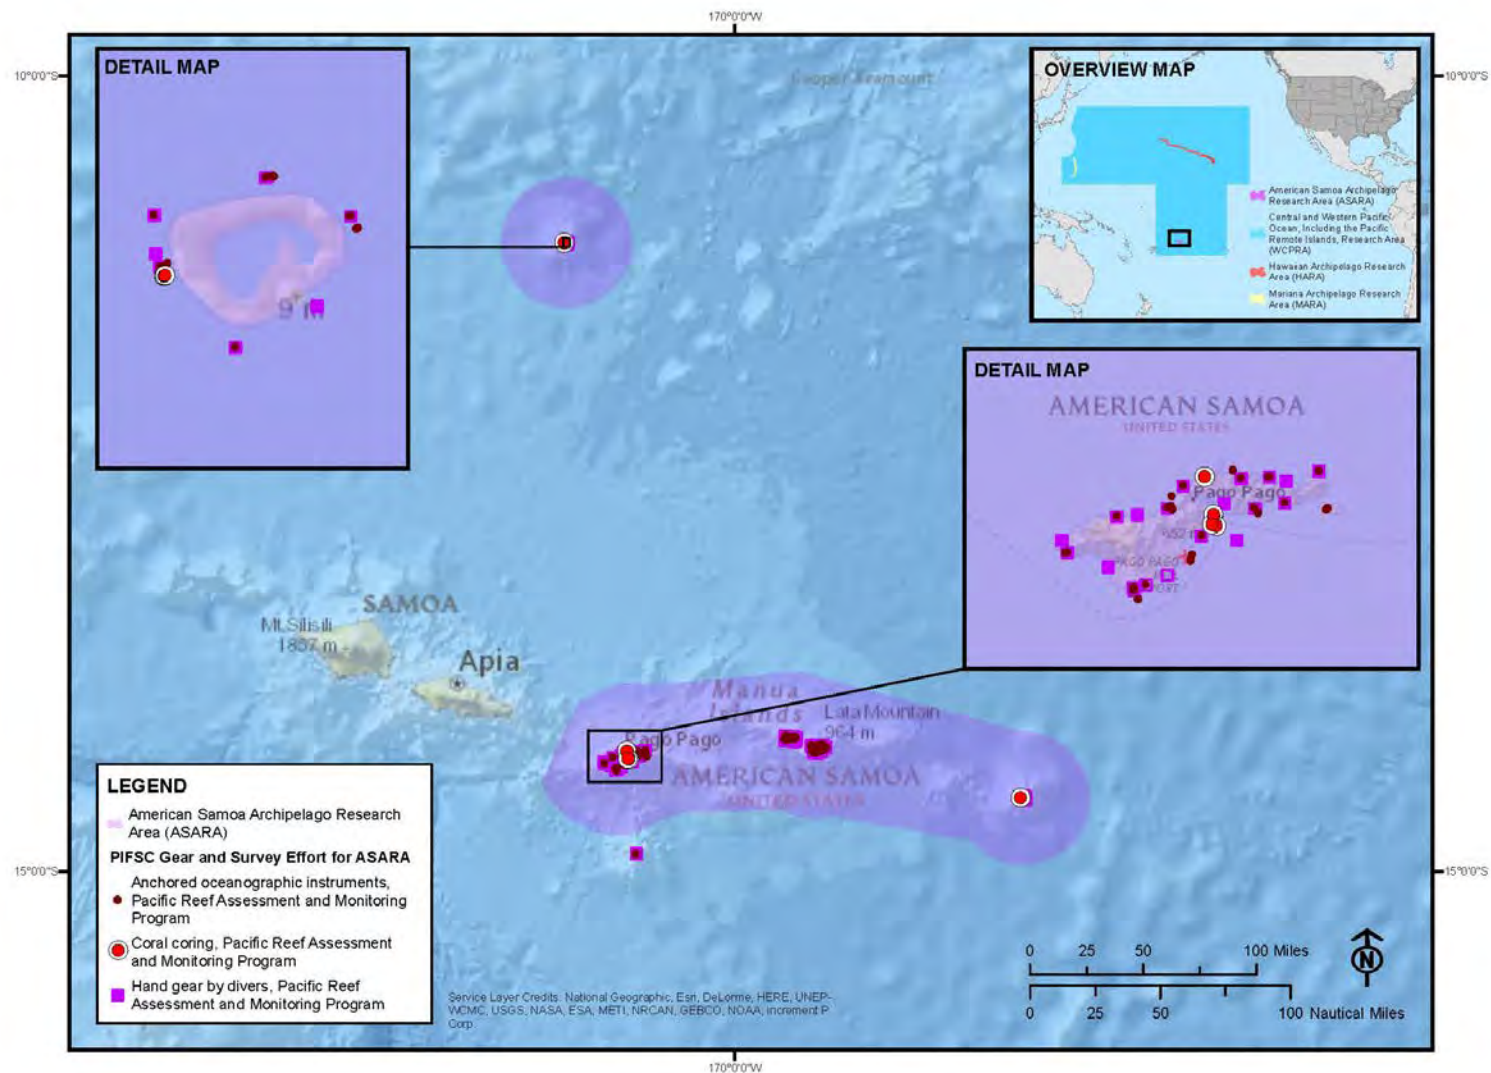 170°0'0"W
10°0'0"S
10°0'0"S
DETAIL MAP
9 m
Cooper Seamount
OVERVIEW MAP
American Samoa Archipelago
Research Area (ASARA)
Central and Western Pacific
Ocean, Including the Pacific
Remote Islands, Research Area
(WCPRA)
Hawaiian Archipelago Research
Area (HARA)
Mariana Archipelago Research
Area (MARA)
DETAIL MAP
AMERICAN SAMOA
UNITED STATES
Pago Pago
PAGO PAGO
SAMOA
Mt Silisili
1857 m
Apia
Manua
Islands
Lata Mountain
964 m
Pago Pago
AMERICAN SAMOA
UNITED STATES
LEGEND
American Samoa Archipelago Research
Area (ASARA)
PIFSC Gear and Survey Effort for ASARA
Anchored oceanographic instruments,
Pacific Reef Assessment and Monitoring
Program
Coral coring, Pacific Reef Assessment
and Monitoring Program
Hand gear by divers, Pacific Reef
Assessment and Monitoring Program
15°0'0"S
15°0'0"S
Service Layer Credits: National Geographic, Esri, DeLorme, HERE, UNEP-
WCMC, USGS, NASA, ESA, METI, NRCAN, GEBCO, NOAA, increment P
Corp.
0 25 50 100 Miles
0 25 50 100 Nautical Miles
N
170°0'0"W